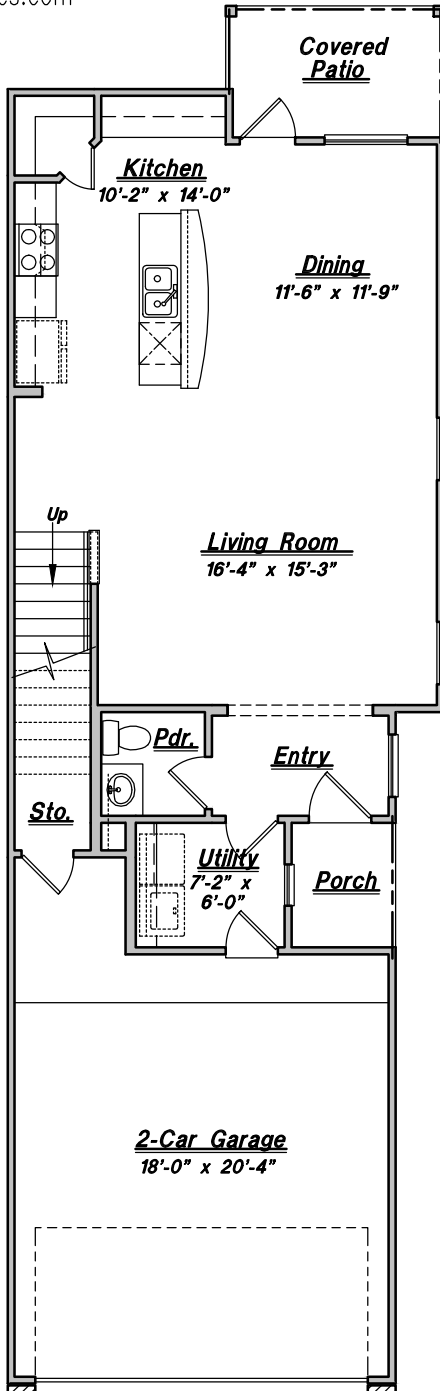 Covered
Patio
Kitchen
10'-2" x 14'-0"
Dining
11'-6" x 11'-9"
Up
Living Room
16'-4" x 15'-3"
Pdr.
Entry
Sto.
Utility
7'-2" x
6'-0"
Porch
2-Car Garage
18'-0" x 20'-4"